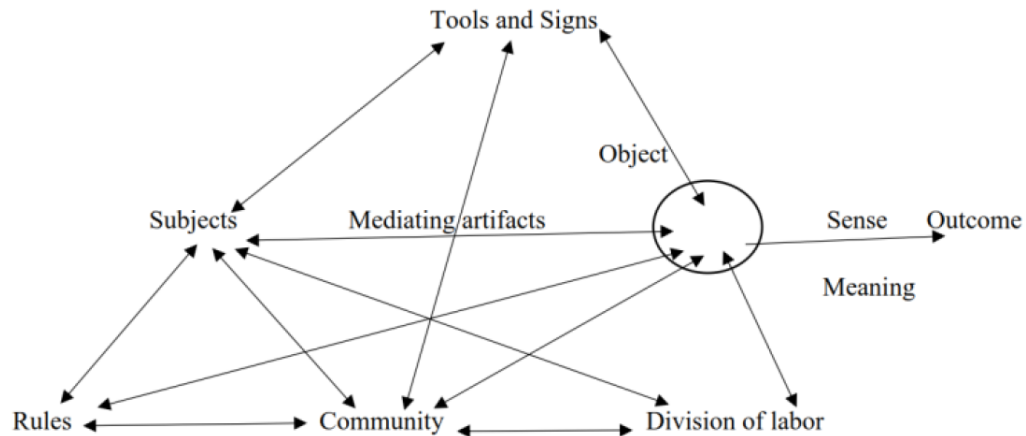 Tools and Signs
Object
Subjects
Mediating artifacts
Sense
Outcome
Meaning
Rules
Community
Division of labor